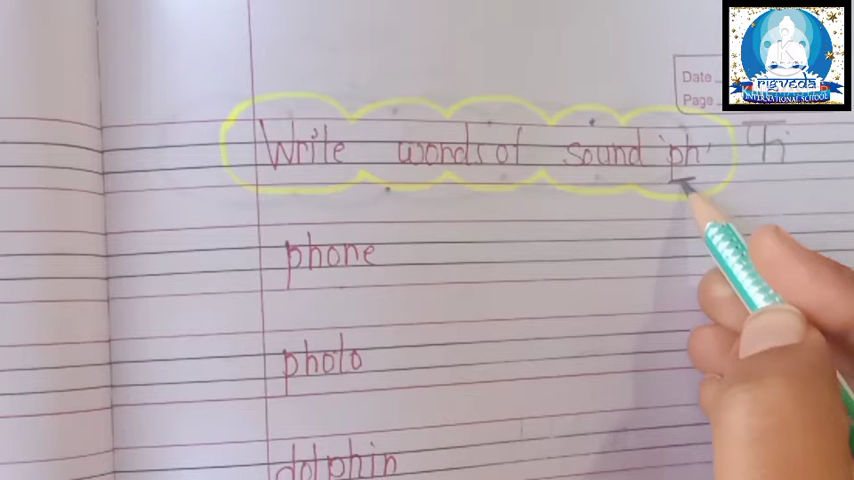 Write words of sound 'ph'
phone
photo
dolphin
Date
Page
K
rigveda
INTERNATIONAL SCHOOL